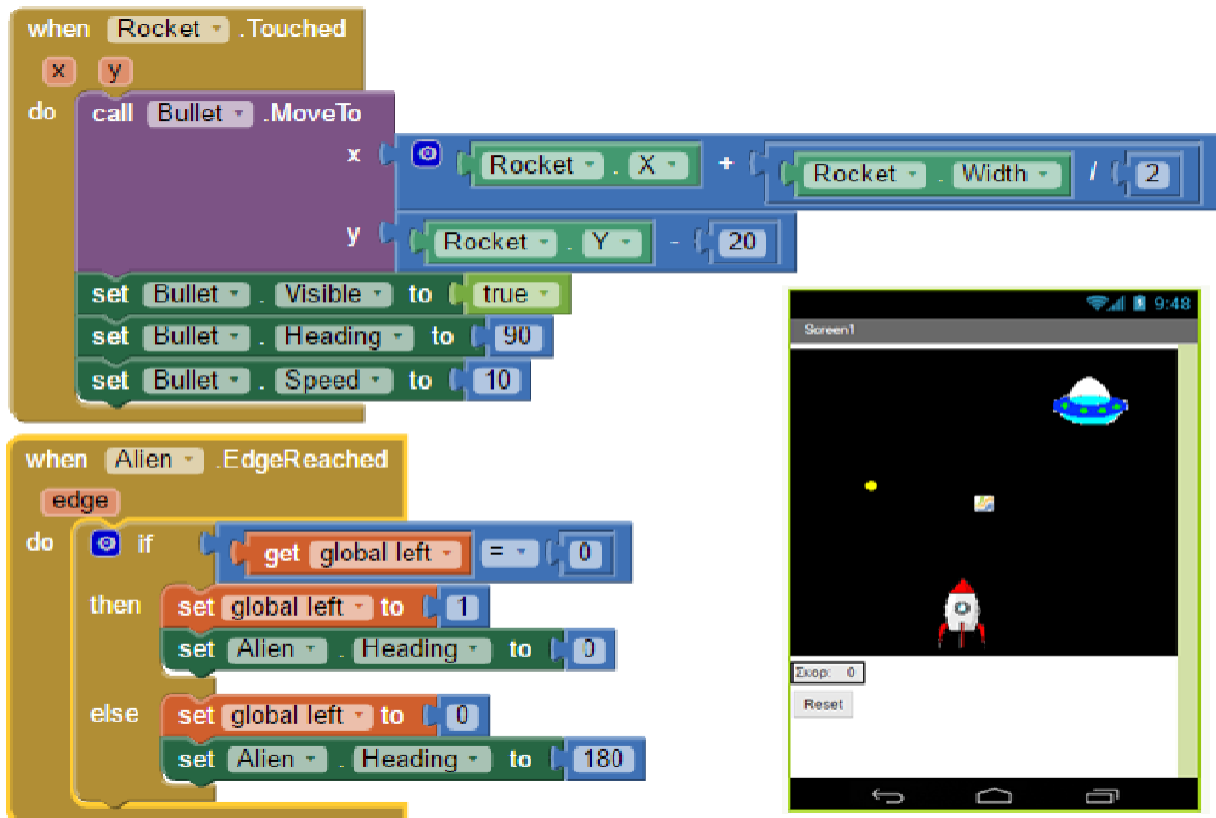 when Rocket .Touched
x y
do call Bullet .MoveTo
x Rocket . X + Rocket . Width / 2
y Rocket . Y - 20
set Bullet . Visible to true
set Bullet . Heading to 90
set Bullet . Speed to 10
when Alien .EdgeReached
edge
do if get global left = 0
then set global left to 1
set Alien . Heading to 0
else set global left to 0
set Alien . Heading to 180
9:48
Screen1
Σκορ: 0
Reset